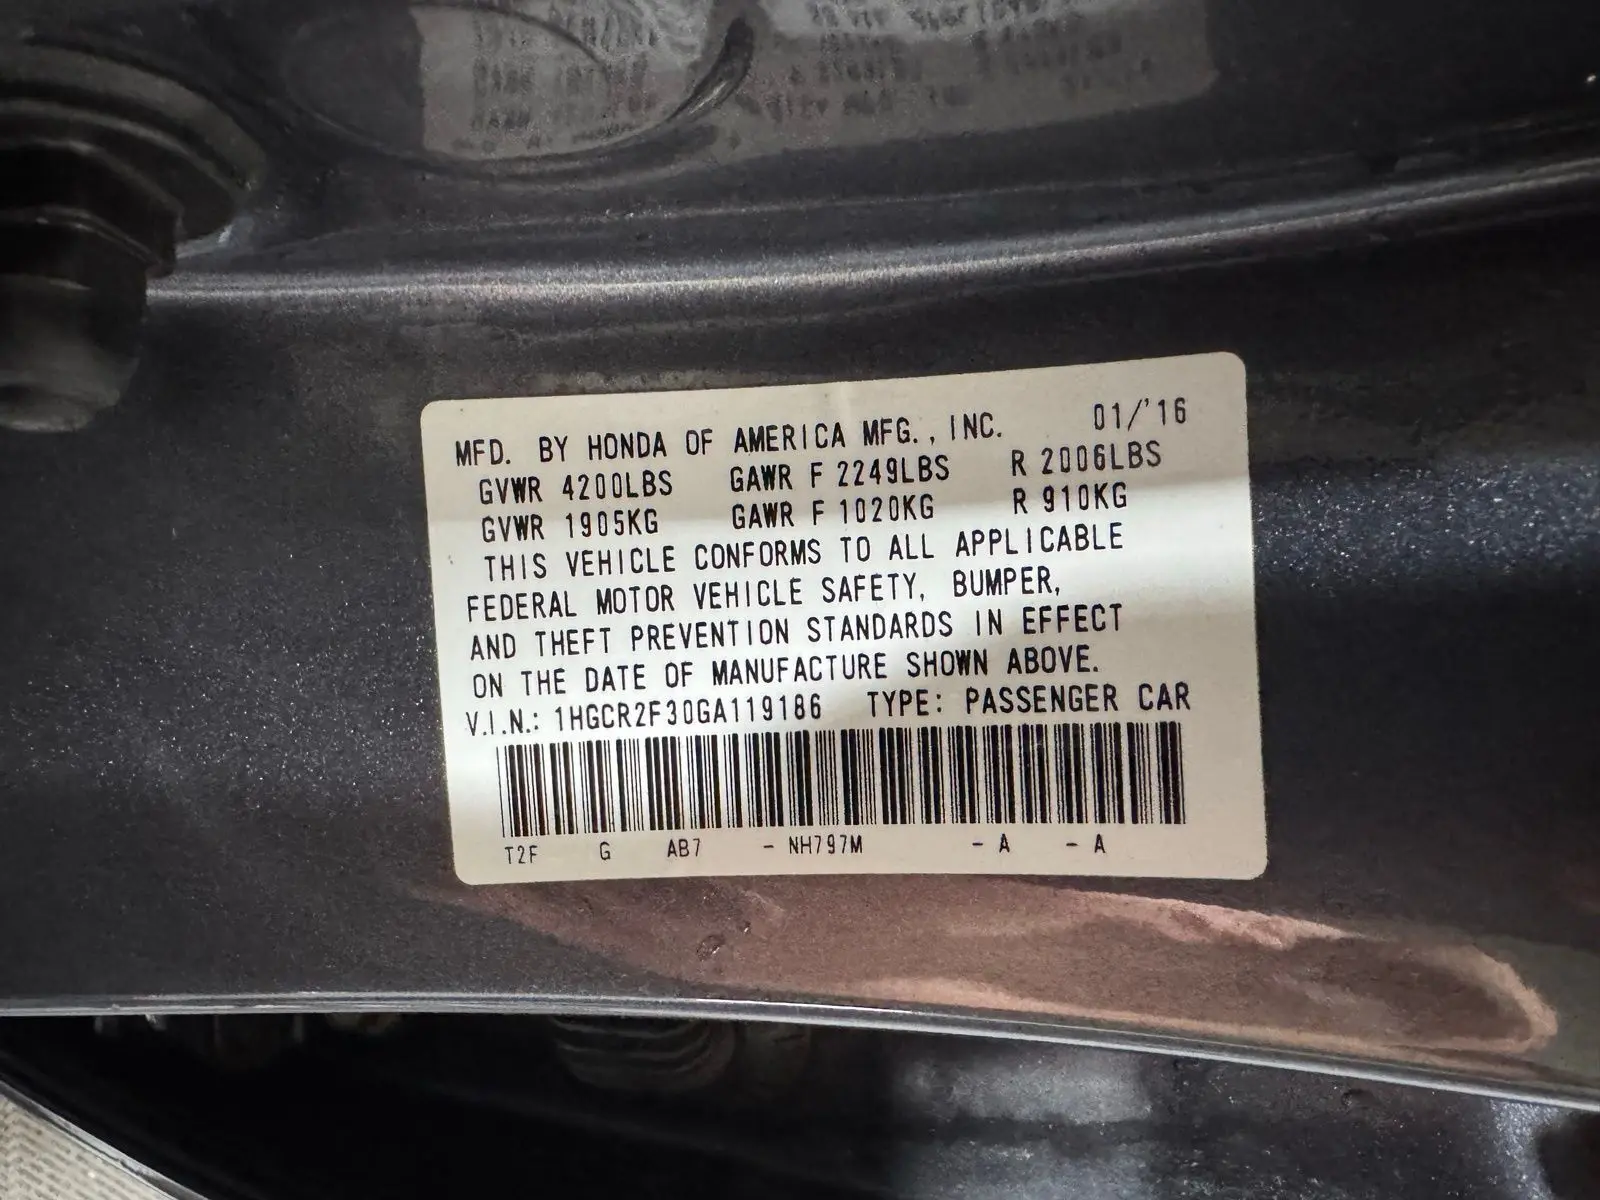 MFD. BY HONDA OF AMERICA MFG., INC. 01/'16
GVWR 4200LBS GAWR F 2249LBS R 2006LBS
GVWR 1905KG GAWR F 1020KG R 910KG
THIS VEHICLE CONFORMS TO ALL APPLICABLE
FEDERAL MOTOR VEHICLE SAFETY, BUMPER,
AND THEFT PREVENTION STANDARDS IN EFFECT
ON THE DATE OF MANUFACTURE SHOWN ABOVE.
V.I.N.: 1HGCR2F30GA119186 TYPE: PASSENGER CAR
T2F G AB7 - NH797M - A - A